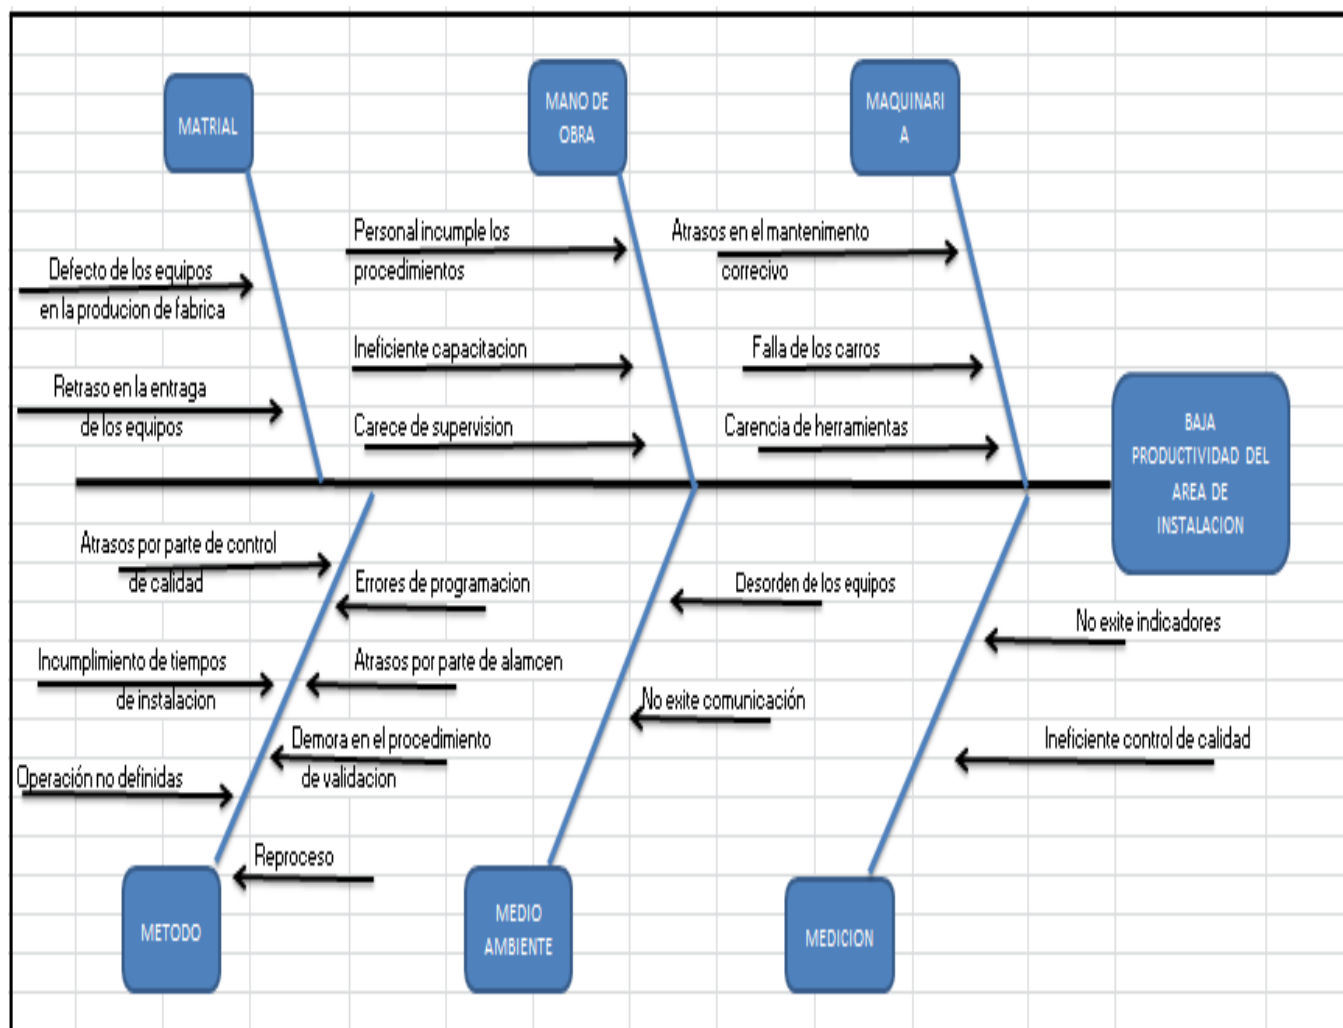 MATRIAL
MANO DE
OBRA
MAQUINARI
A
Defecto de los equipos
en la producion de fabrica
Retraso en la entraga
de los equipos
Personal incumple los
procedimientos
Ineficiente capacitacion
Carece de supervision
Atrasos en el mantenimento
correcivo
Falla de los carros
Carencia de herramientas
BAJA
PRODUCTIVIDAD DEL
AREA DE
INSTALACION
Atrasos por parte de control
de calidad
Errores de programacion
Incumplimiento de tiempos
de instalacion
Atrasos por parte de alamcen
Demora en el procedimiento
de validacion
Operación no definidas
Reproceso
Desorden de los equipos
No exite comunicación
No exite indicadores
Ineficiente control de calidad
METODO
MEDIO
AMBIENTE
MEDICION